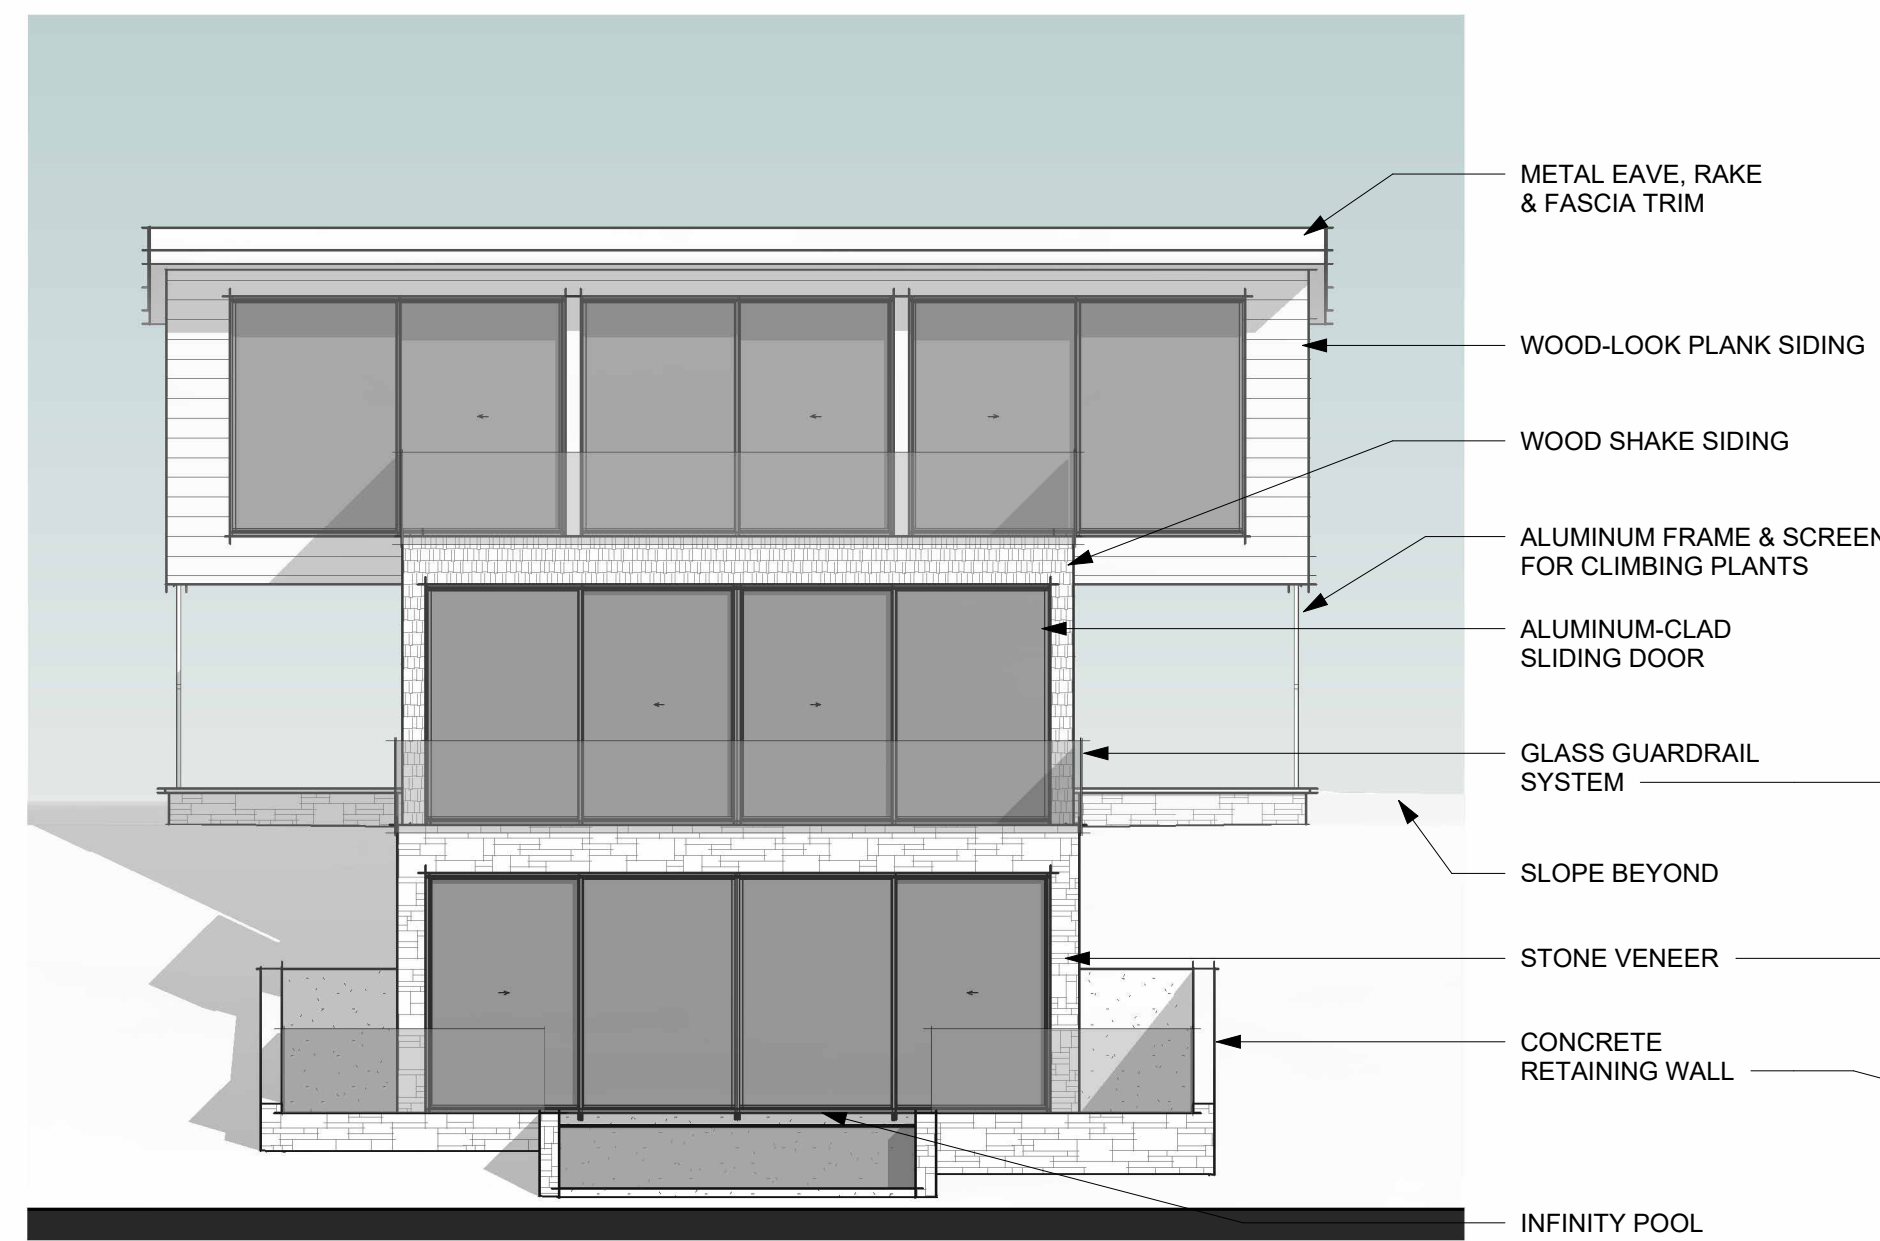 METAL EAVE, RAKE
& FASCIA TRIM
WOOD-LOOK PLANK SIDING
WOOD SHAKE SIDING
ALUMINUM FRAME & SCREEN
FOR CLIMBING PLANTS
ALUMINUM-CLAD
SLIDING DOOR
GLASS GUARDRAIL
SYSTEM
SLOPE BEYOND
STONE VENEER
CONCRETE
RETAINING WALL
INFINITY POOL